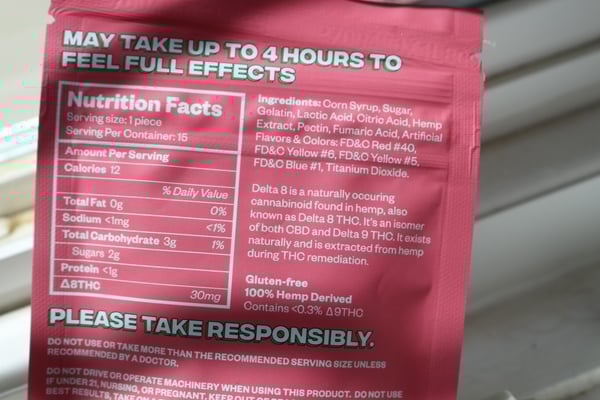 MAY TAKE UP TO 4 HOURS TO
FEEL FULL EFFECTS
Nutrition Facts
Serving size: 1 piece
Serving Per Container: 15
Amount Per Serving
Calories 12
% Daily Value
Total Fat 0g 0%
Sodium <1mg <1%
Total Carbohydrate 3g 1%
Sugars 2g
Protein <1g
Δ8THC 30mg
Ingredients: Corn Syrup, Sugar,
Gelatin, Lactic Acid, Citric Acid, Hemp
Extract, Pectin, Fumaric Acid, Artificial
Flavors & Colors: FD&C Red #40,
FD&C Yellow #6, FD&C Yellow #5,
FD&C Blue #1, Titanium Dioxide.
Delta 8 is a naturally occuring
cannabinoid found in hemp, also
known as Delta 8 THC. It's an isomer
of both CBD and Delta 9 THC. It exists
naturally and is extracted from hemp
during THC remediation.
Gluten-free
100% Hemp Derived
Contains <0.3% Δ9THC
PLEASE TAKE RESPONSIBLY.
DO NOT USE OR TAKE MORE THAN THE RECOMMENDED SERVING SIZE UNLESS
RECOMMENDED BY A DOCTOR.
DO NOT DRIVE OR OPERATE MACHINERY WHEN USING THIS PRODUCT. DO NOT USE
IF UNDER 21, NURSING, OR PREGNANT. KEEP OUT OF
BEST RESULTS, TAKE ON A